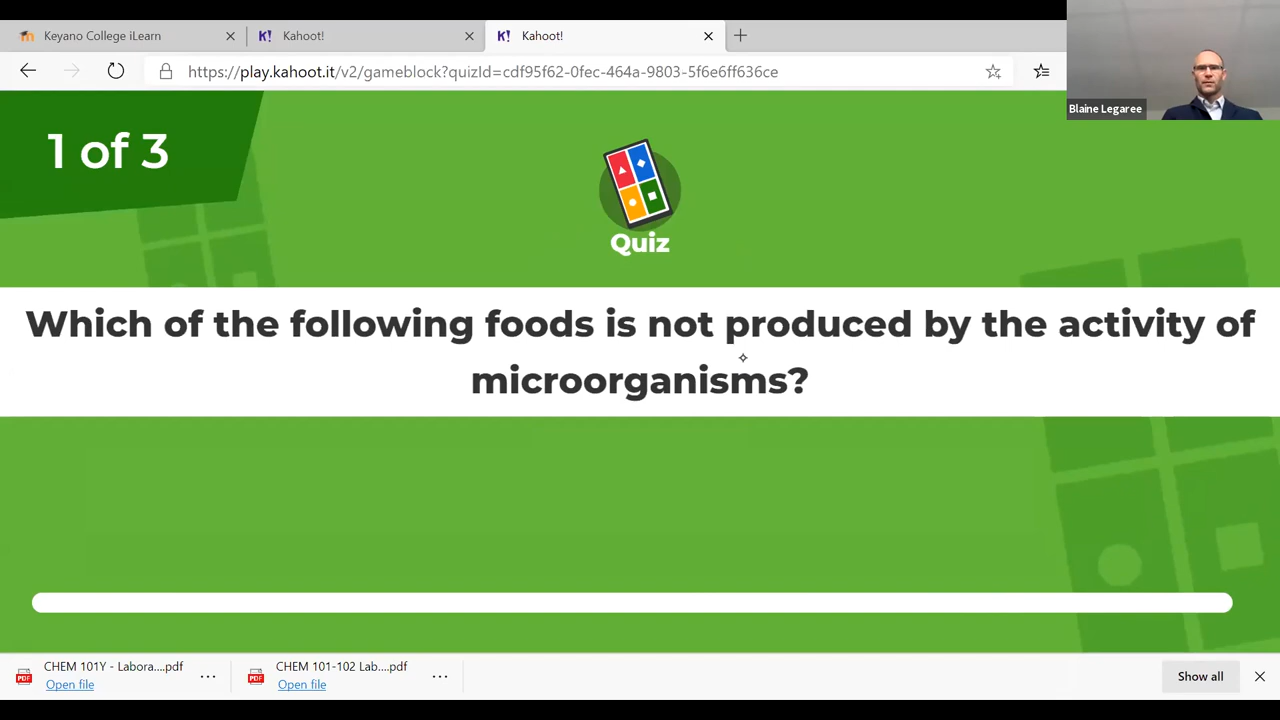 Keyano College iLearn
K! Kahoot!
K! Kahoot!
https://play.kahoot.it/v2/gameblock?quizId=cdf95f62-0fec-464a-9803-5f6e6ff636ce
Blaine Legaree
1 of 3
Quiz
Which of the following foods is not produced by the activity of
microorganisms?
CHEM 101Y - Labora....pdf
Open file
CHEM 101-102 Lab....pdf
Open file
Show all